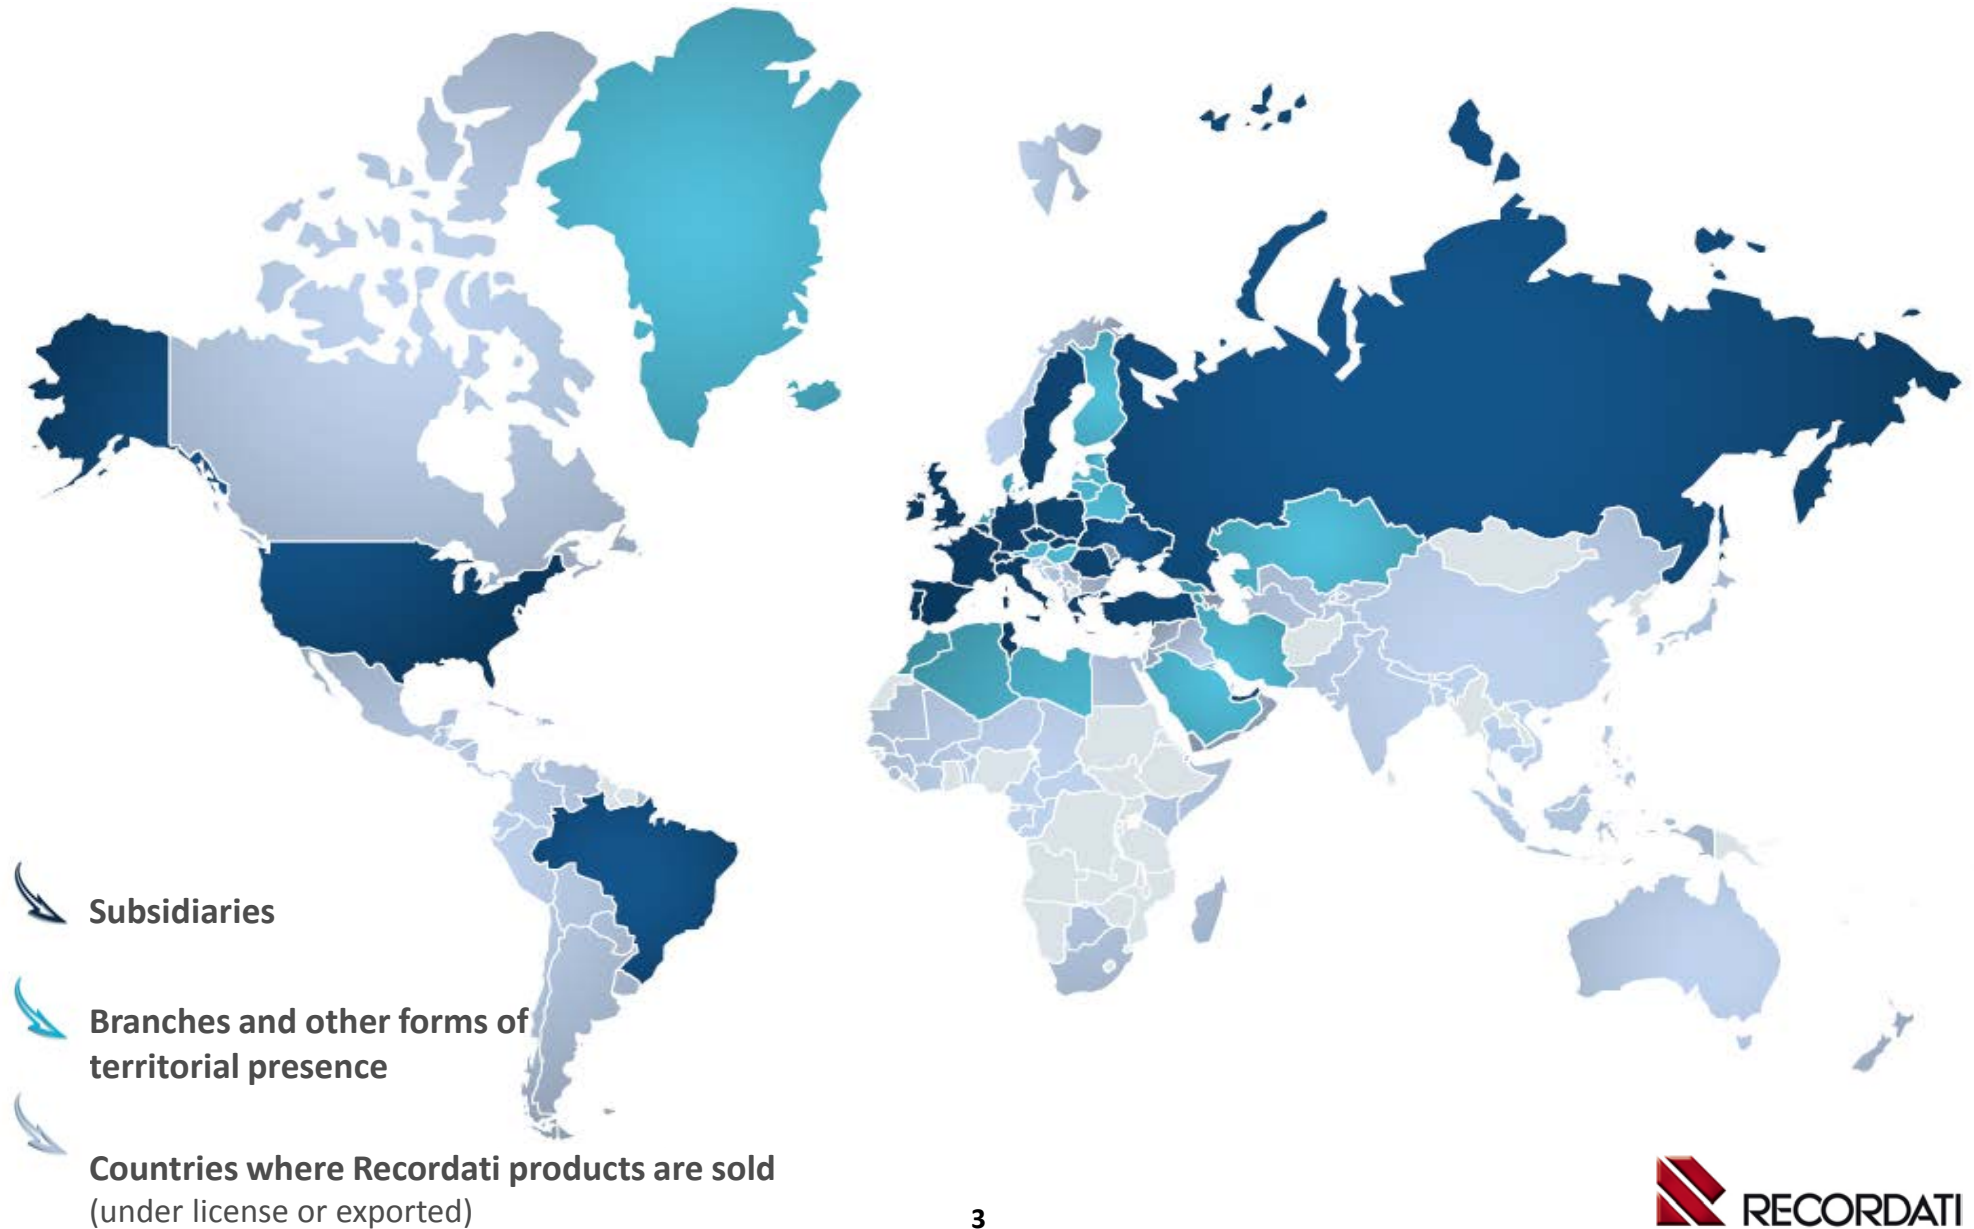 Subsidiaries
Branches and other forms of
territorial presence
Countries where Recordati products are sold
(under license or exported)
3
RECORDATI